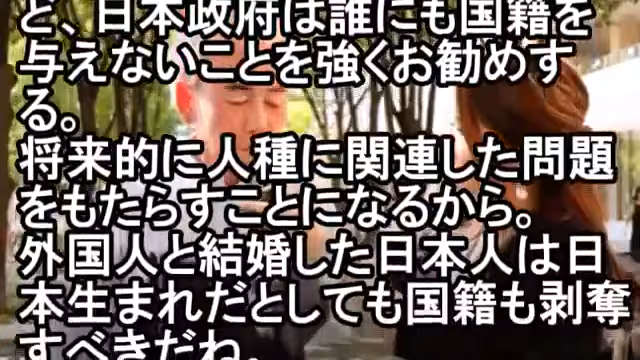 と、日本政府は誰にも国籍を
与えないことを強くお勧めす
る。
将来的に人種に関連した問題
をもたらすことになるから。
外国人と結婚した日本人は日
本生まれだとしても国籍も剥奪
すべきだね。